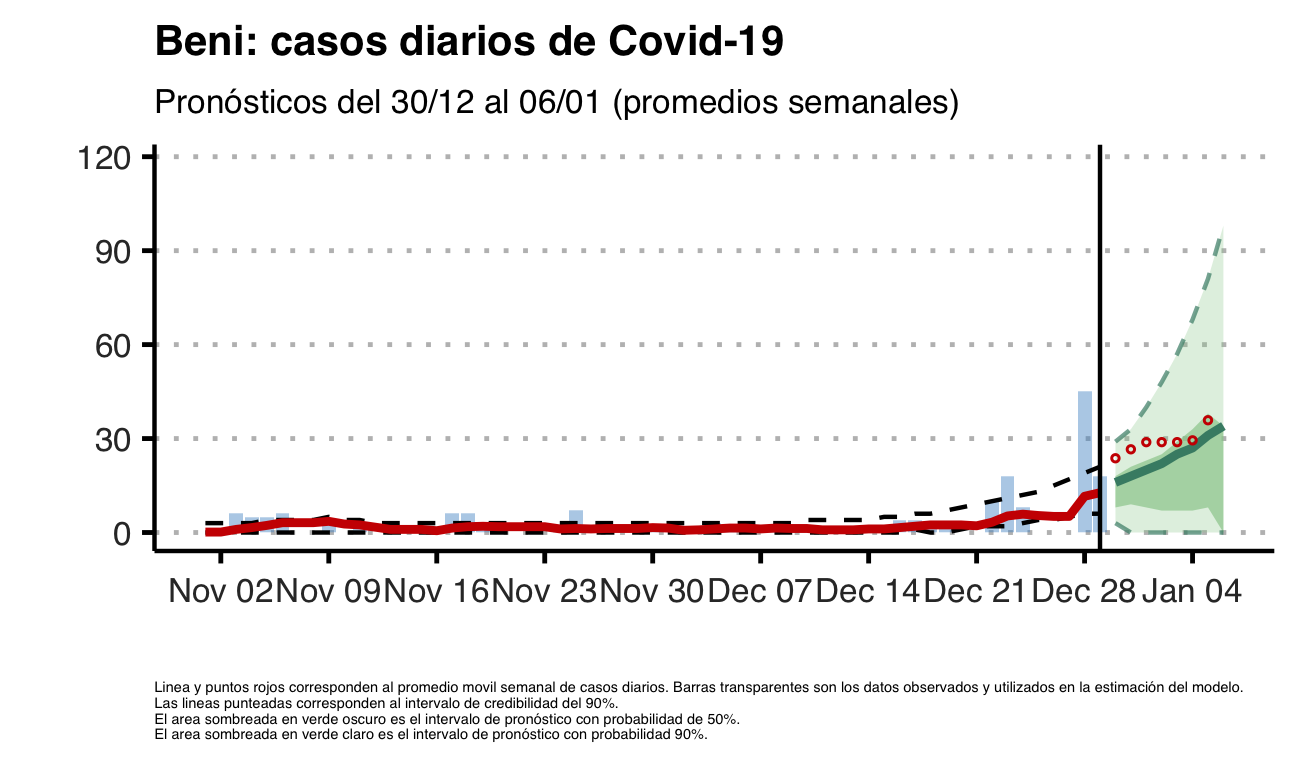 Beni: casos diarios de Covid-19
Pronósticos del 30/12 al 06/01 (promedios semanales)
120
90
60
30
0
Nov 02 Nov 09 Nov 16 Nov 23 Nov 30 Dec 07 Dec 14 Dec 21 Dec 28 Jan 04
Linea y puntos rojos corresponden al promedio movil semanal de casos diarios. Barras transparentes son los datos observados y utilizados en la estimación del modelo.
Las lineas punteadas corresponden al intervalo de credibilidad del 90%.
El area sombreada en verde oscuro es el intervalo de pronóstico con probabilidad de 50%.
El area sombreada en verde claro es el intervalo de pronóstico con probabilidad 90%.